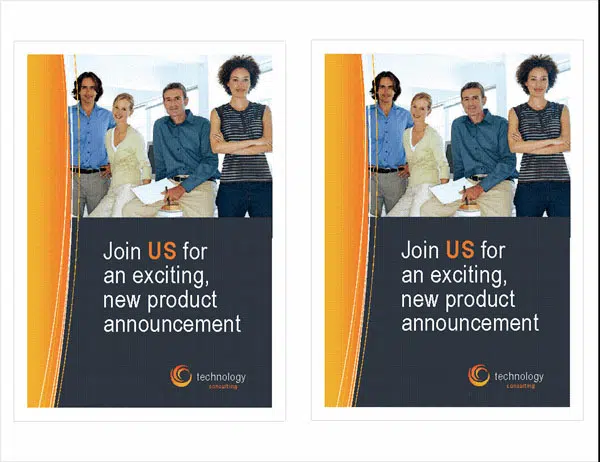 Join US for
an exciting,
new product
announcement
technology
consulting
Join US for
an exciting,
new product
announcement
technology
consulting